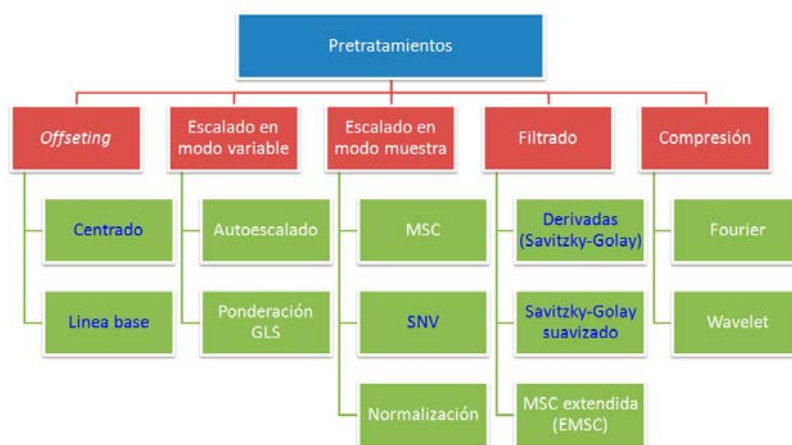 Pretratamientos
Offseting
Escalado en
modo variable
Escalado en
modo muestra
Filtrado
Compresión
Centrado
Autoescalado
MSC
Derivadas
(Savitzky-Golay)
Fourier
Linea base
Ponderación
GLS
SNV
Savitzky-Golay
suavizado
Wavelet
Normalización
MSC extendida
(EMSC)